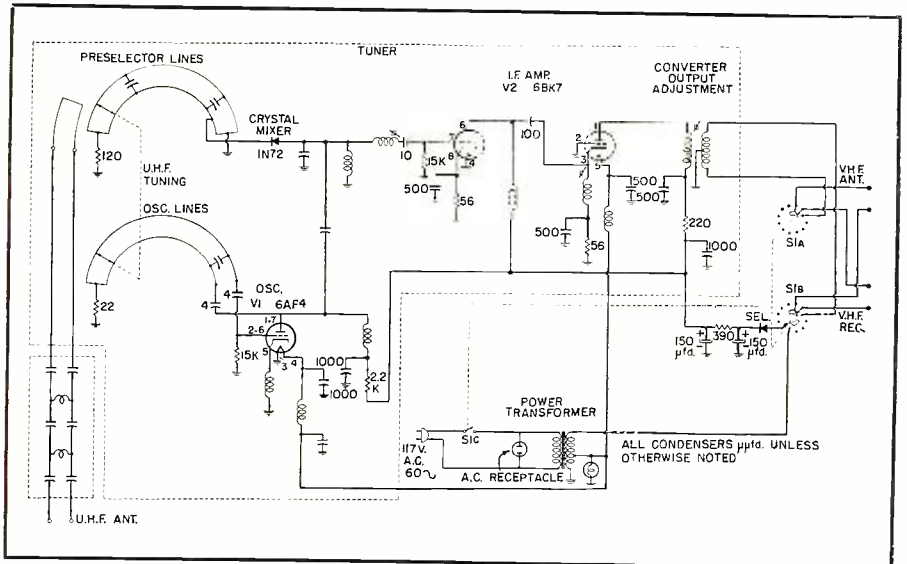 TUNER
PRESELECTOR LINES
I.F. AMP.
V2 6BK7
CONVERTER
OUTPUT
ADJUSTMENT
CRYSTAL
MIXER
1N72
120
U.H.F.
TUNING
OSC. LINES
22
4
4
OSC.
V1 6AF4
1-7
2-6
5
3
4
15K
1000
1000
2.2
K
10
15K
6
8
4
500
56
100
2
1
3
5
500
56
500
500
220
1000
V.H.F.
ANT.
S1A
S1B
V.H.F.
REC.
SEL.
390
150
µfd.
150
µfd.
S1C
117 V.
A.C.
60
POWER
TRANSFORMER
A.C. RECEPTACLE
ALL CONDENSERS µµfd. UNLESS
OTHERWISE NOTED
U.H.F. ANT.